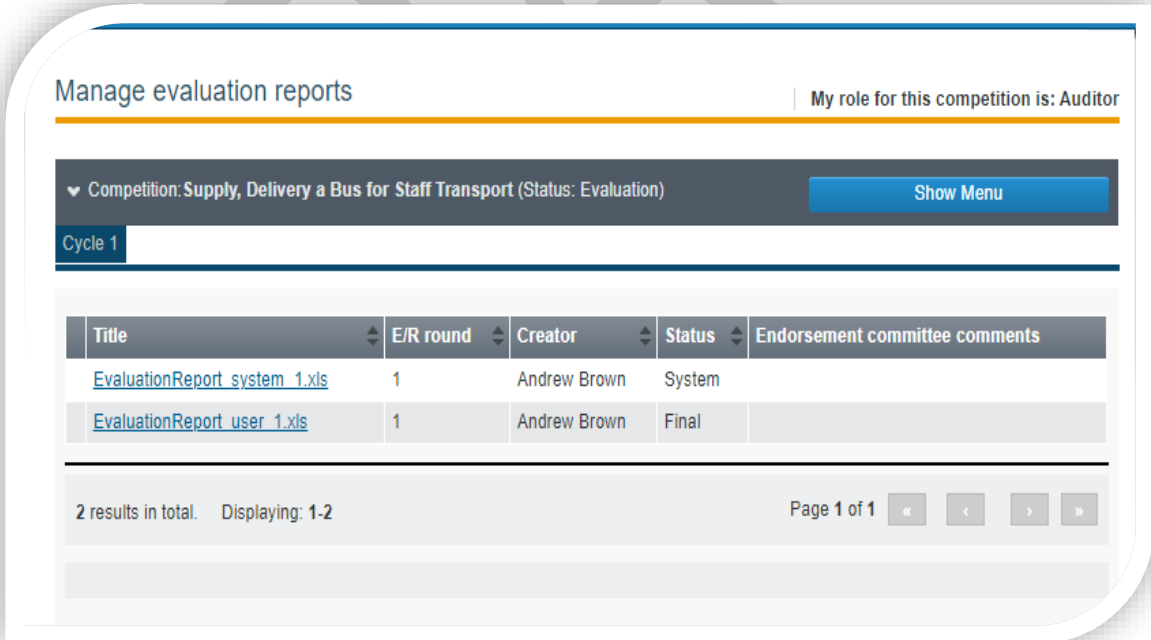 Manage evaluation reports
My role for this competition is: Auditor
Competition: Supply, Delivery a Bus for Staff Transport (Status: Evaluation)
Show Menu
Cycle 1
Title E/R round Creator Status Endorsement committee comments
EvaluationReport_system_1.xls 1 Andrew Brown System
EvaluationReport_user_1.xls 1 Andrew Brown Final
2 results in total. Displaying: 1-2
Page 1 of 1 « ‹ › »